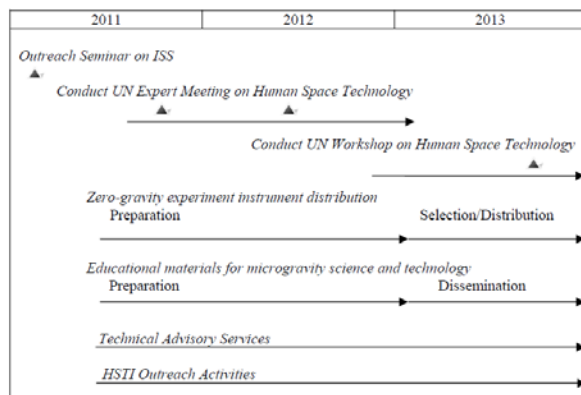 2011 2012 2013
Outreach Seminar on ISS
Conduct UN Expert Meeting on Human Space Technology
Conduct UN Workshop on Human Space Technology
Zero-gravity experiment instrument distribution
Preparation Selection/Distribution
Educational materials for microgravity science and technology
Preparation Dissemination
Technical Advisory Services
HSTI Outreach Activities